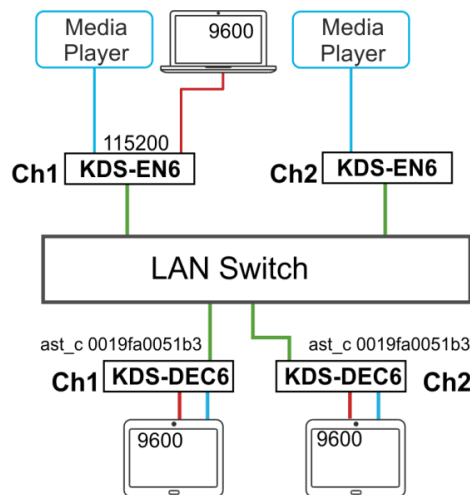 Media
Player
9600
Media
Player
115200
Ch1
KDS-EN6
Ch2
KDS-EN6
LAN Switch
ast_c 0019fa0051b3
ast_c 0019fa0051b3
Ch1
KDS-DEC6
KDS-DEC6
Ch2
9600
9600